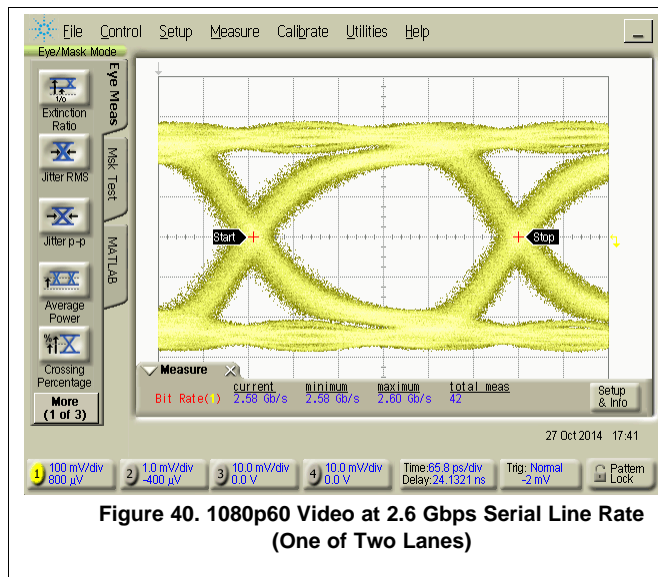 File Control Setup Measure Calibrate Utilities Help
Eye/Mask Mode
Eye Meas
Msk Test
MATLAB
1/0
Extinction
Ratio
Jitter RMS
Jitter p-p
Average
Power
%
Crossing
Percentage
More
(1 of 3)
Start
Stop
Measure
current minimum maximum total meas
Bit Rate(1) 2.58 Gb/s 2.58 Gb/s 2.60 Gb/s 42
Setup
& Info
27 Oct 2014 17:41
1 100 mV/div
800 µV
2 1.0 mV/div
-400 µV
3 10.0 mV/div
0.0 V
4 10.0 mV/div
0.0 V
Time:65.8 ps/div
Delay:24.1321 ns
Trig: Normal
-2 mV
Pattern
Lock
Figure 40. 1080p60 Video at 2.6 Gbps Serial Line Rate
(One of Two Lanes)